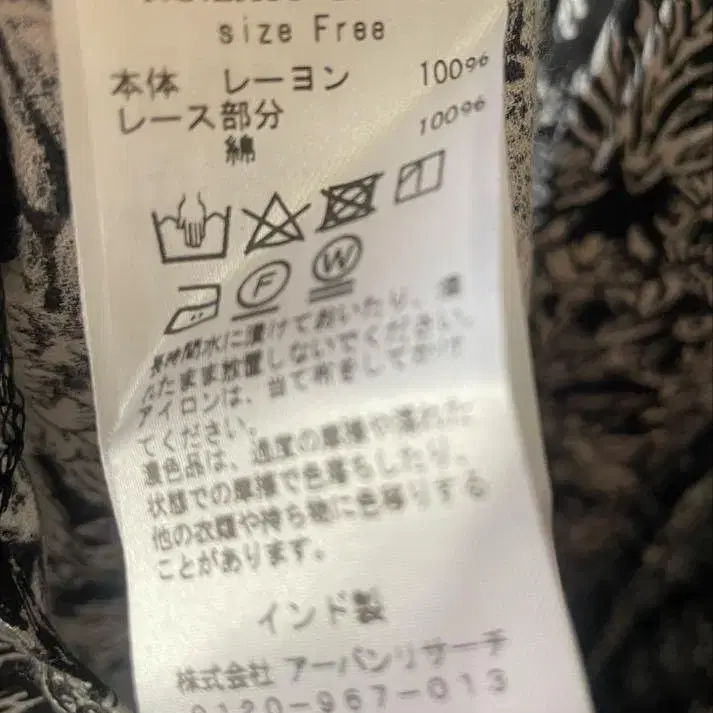 size Free
本体 レーヨン 100%
レース部分
綿 100%
F W
長時間水に漬けておいたり、濡
れたまま放置しないでください。
アイロンは、当て布をしてかけ
てください。
濃色品は、過度の摩擦や濡れた
状態での摩擦で色落ちしたり、
他の衣類や持ち物に色移りする
ことがあります。
インド製
株式会社 アーバンリサーチ
0120-967-013